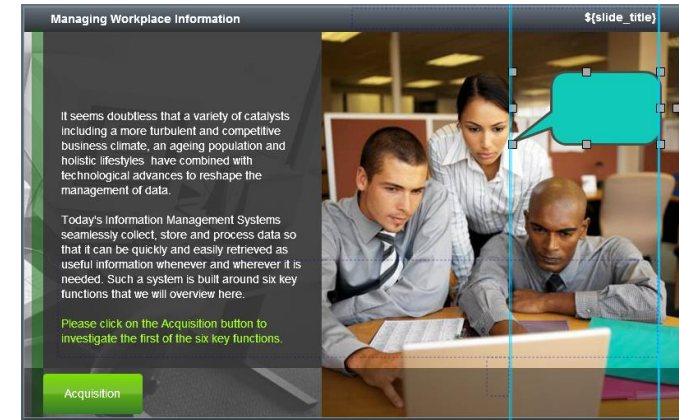 Managing Workplace Information
${slide_title}
It seems doubtless that a variety of catalysts
including a more turbulent and competitive
business climate, an ageing population and
holistic lifestyles  have combined with
technological advances to reshape the
management of data.
Today's Information Management Systems
seamlessly collect, store and process data so
that it can be quickly and easily retrieved as
useful information whenever and wherever it is
needed. Such a system is built around six key
functions that we will overview here.
Please click on the Acquisition button to
investigate the first of the six key functions.
Acquisition